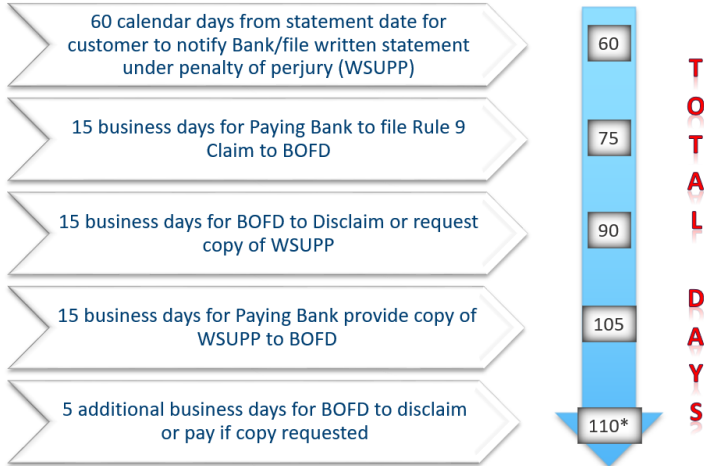 60 calendar days from statement date for
customer to notify Bank/file written statement
under penalty of perjury (WSUPP)
60
15 business days for Paying Bank to file Rule 9
Claim to BOFD
75
15 business days for BOFD to Disclaim or request
copy of WSUPP
90
15 business days for Paying Bank provide copy of
WSUPP to BOFD
105
5 additional business days for BOFD to disclaim
or pay if copy requested
110*
TOTAL DAYS